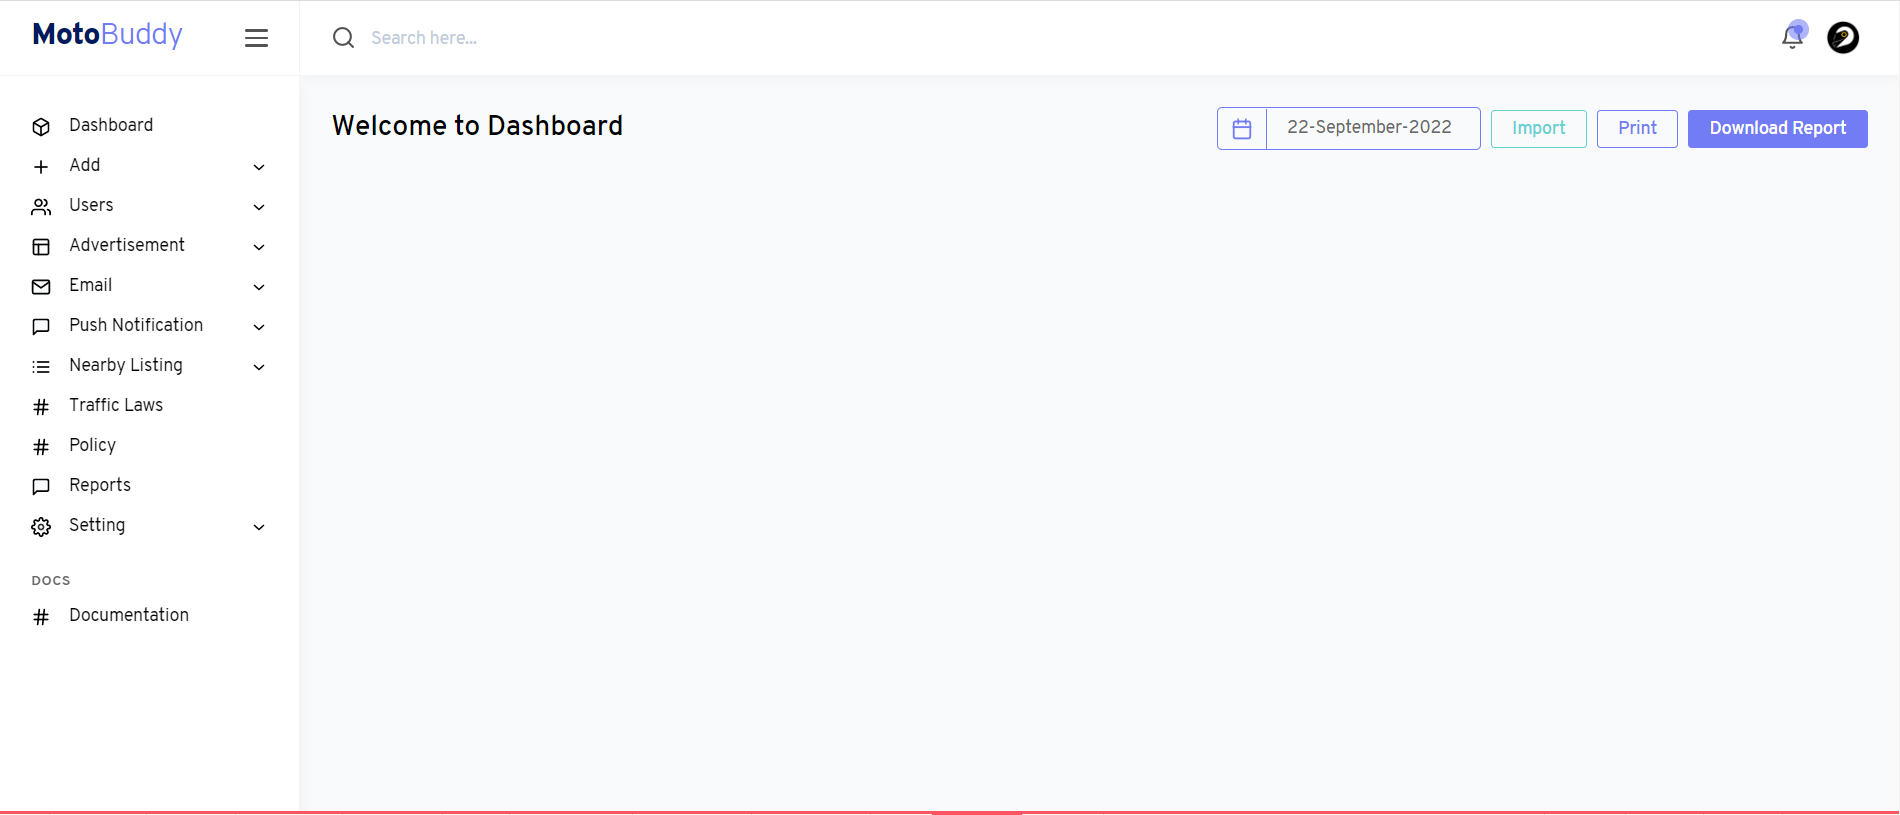 MotoBuddy
Search here...
Dashboard
Add
Users
Advertisement
Email
Push Notification
Nearby Listing
Traffic Laws
Policy
Reports
Setting
DOCS
Documentation
Welcome to Dashboard
22-September-2022
Import
Print
Download Report